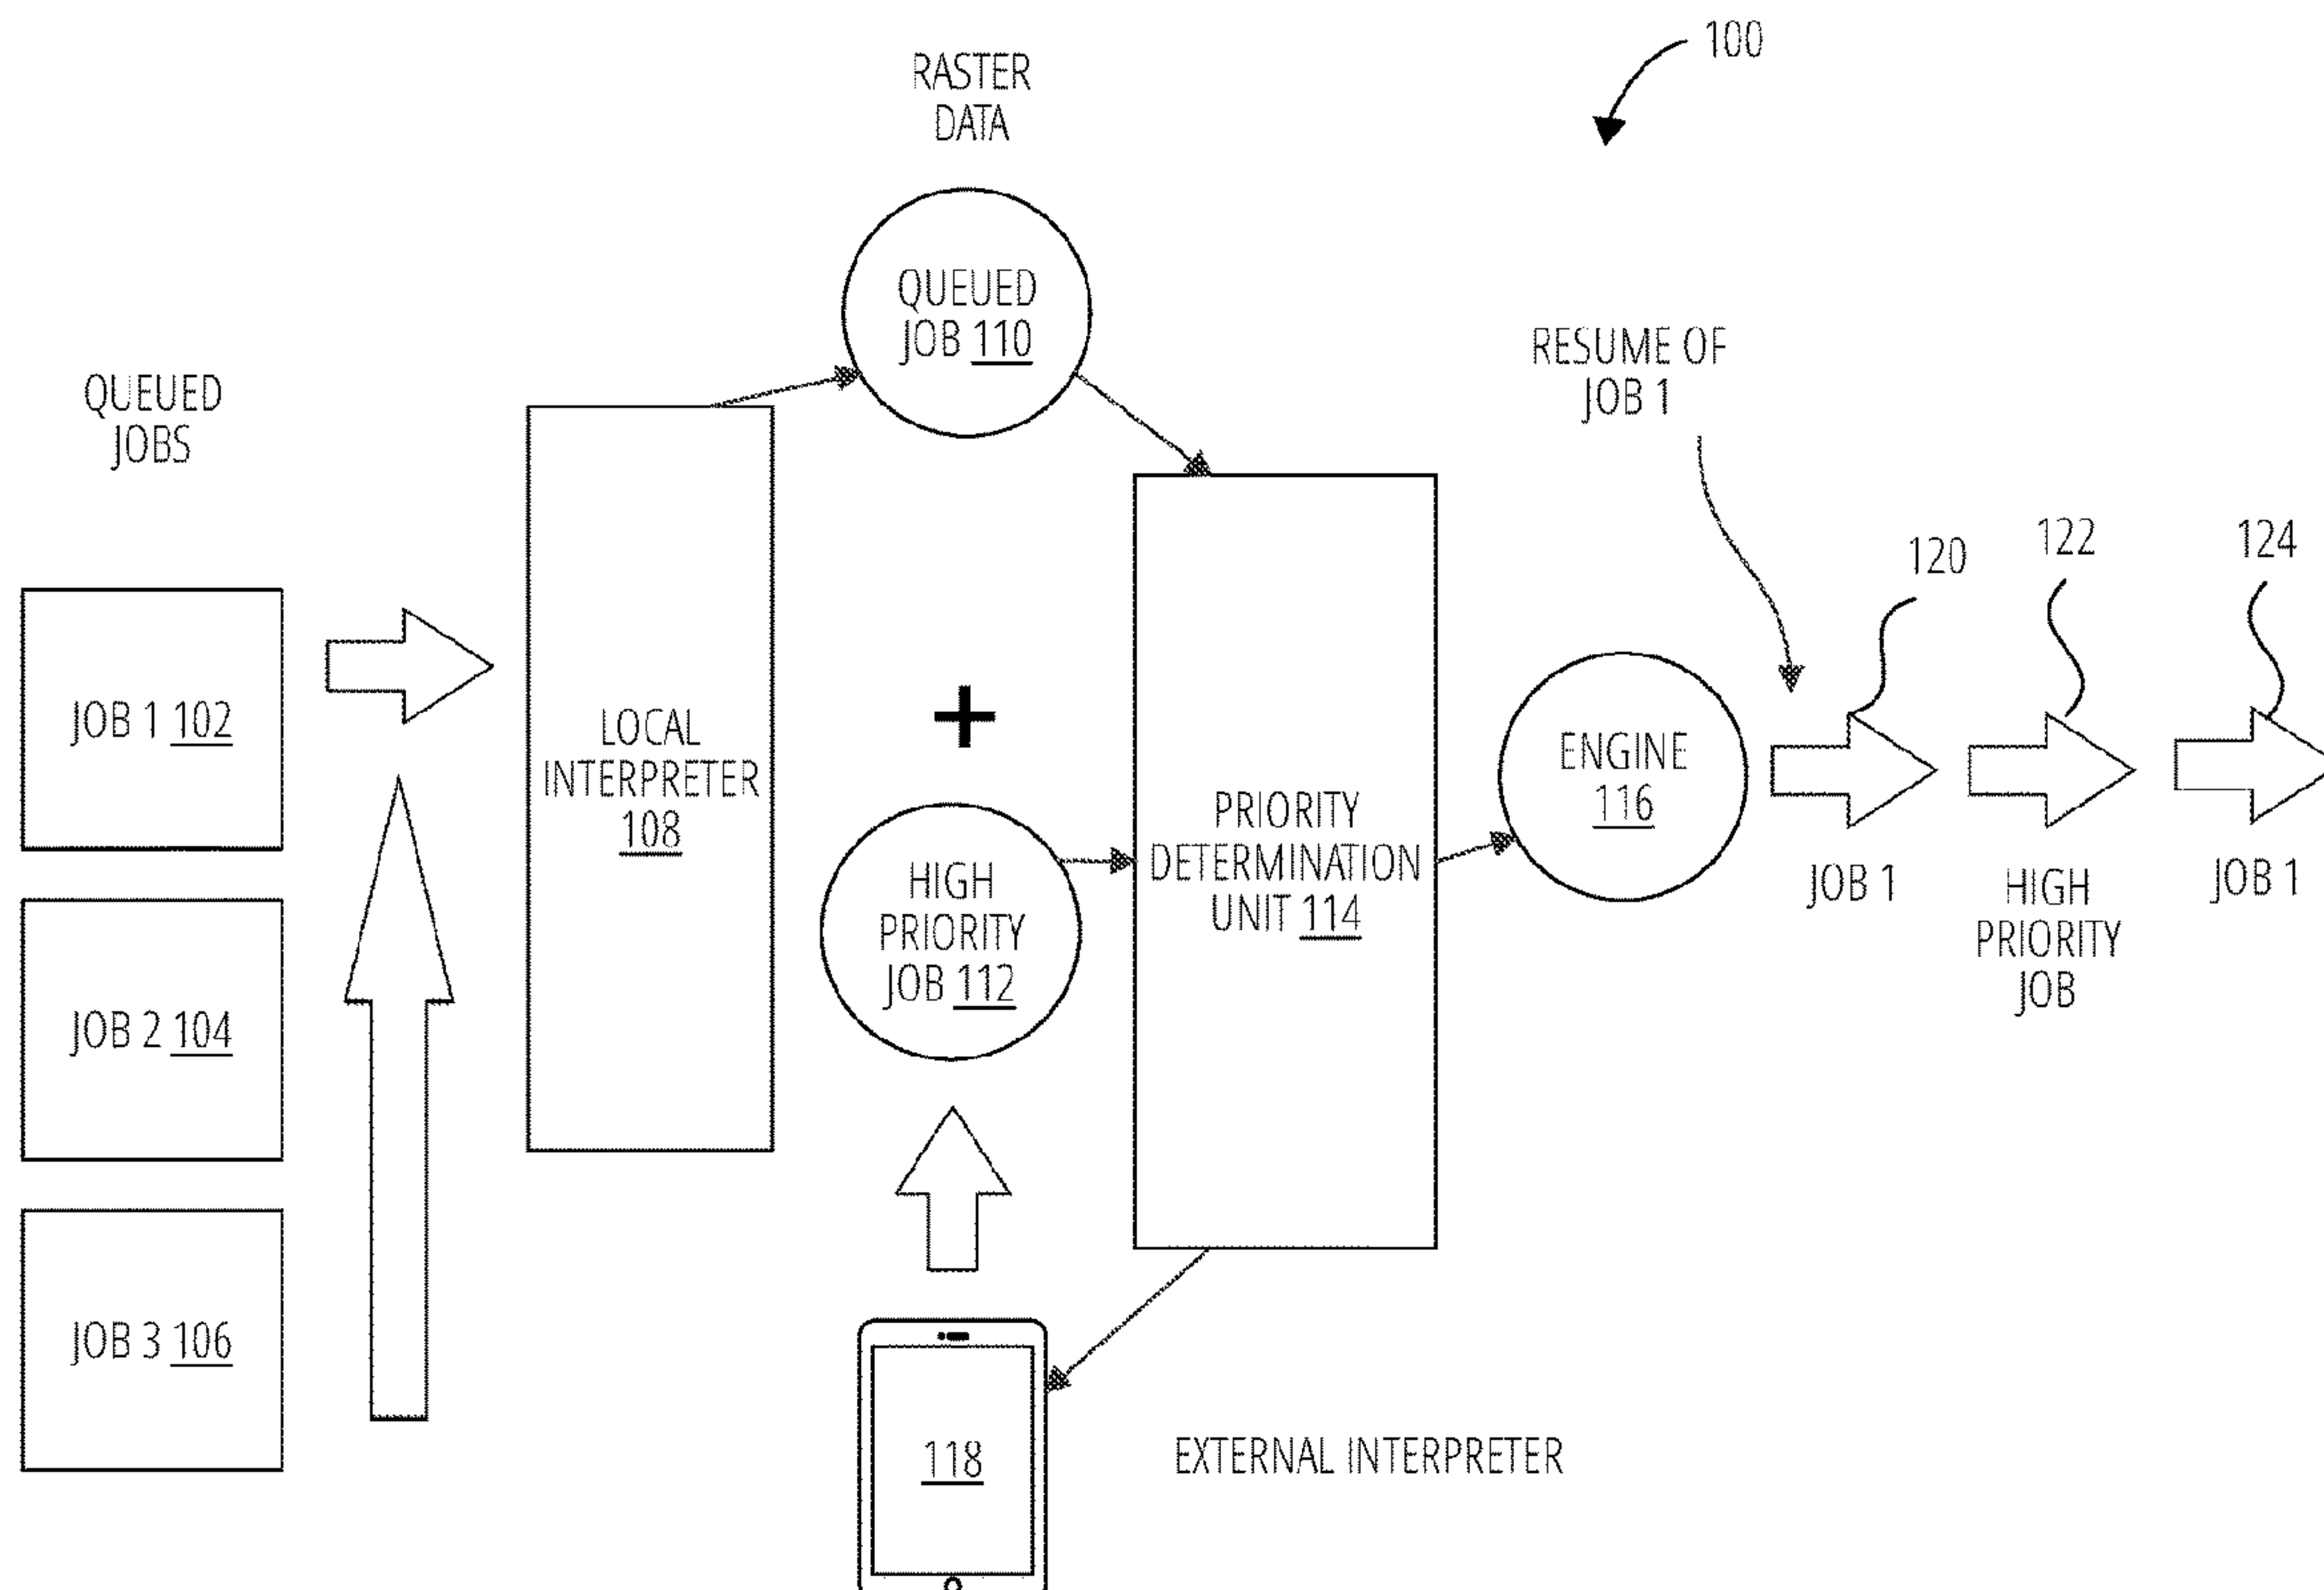 100
RASTER
DATA
QUEUED
JOB 110
RESUME OF
JOB 1
QUEUED
JOBS
120
122
124
JOB 1 102
LOCAL
INTERPRETER
108
ENGINE
116
PRIORITY
DETERMINATION
UNIT 114
HIGH
PRIORITY
JOB 112
JOB 1
HIGH
PRIORITY
JOB
JOB 1
JOB 2 104
JOB 3 106
118
EXTERNAL INTERPRETER